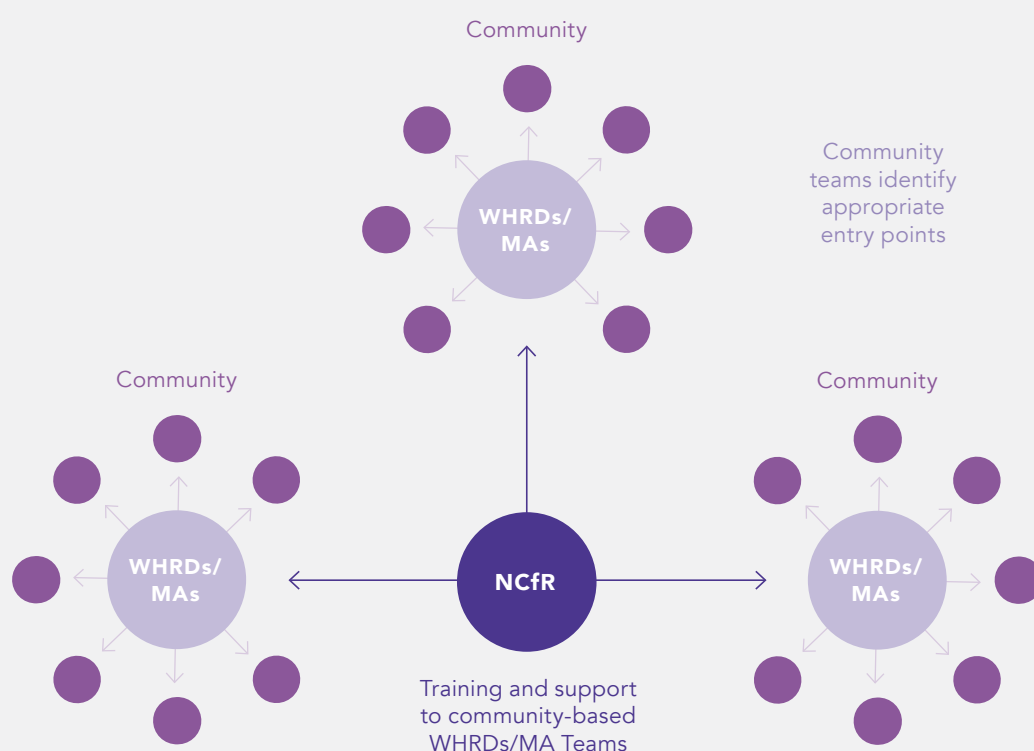 Community
WHRDs/
MAs
Community
teams identify
appropriate
entry points
Community
WHRDs/
MAs
NCfR
Community
WHRDs/
MAs
Training and support
to community-based
WHRDs/MA Teams